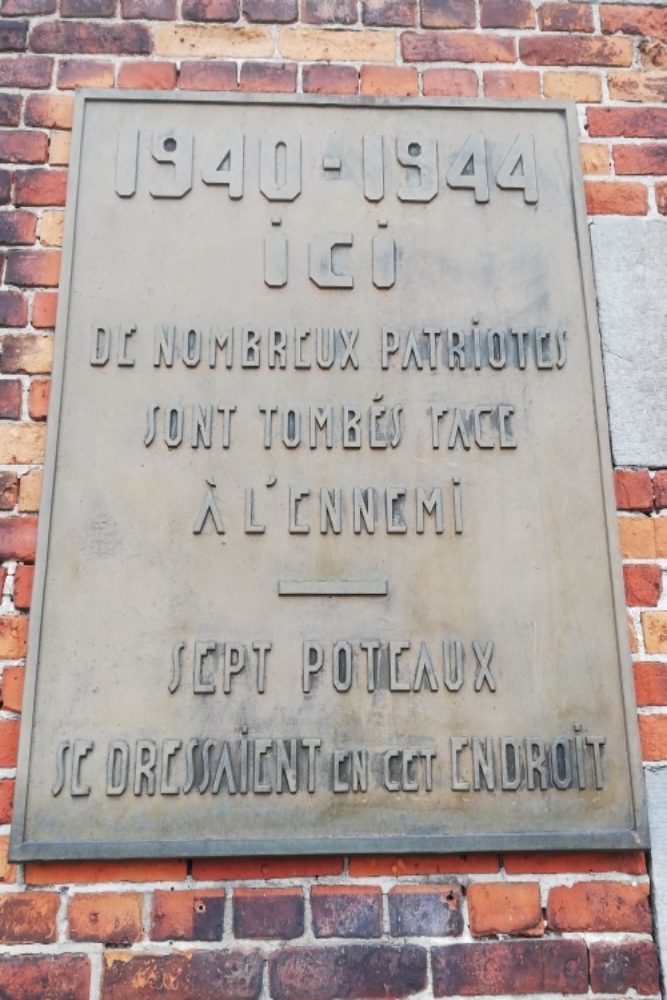 1940-1944
ici
DE NOMBREUX PATRiOTES
SONT TOMBÉS FACE
À L'ENNEMi
SEPT POTEAUX
SE DRESSAiENT EN CET ENDROiT